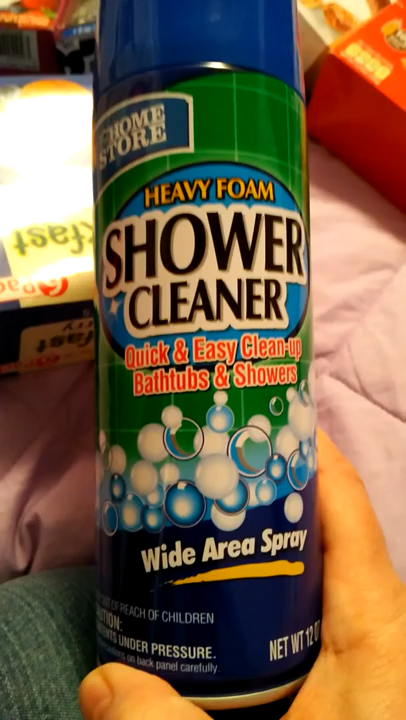 HOME
STORE
HEAVY FOAM
SHOWER
CLEANER
Quick & Easy Clean-up
Bathtubs & Showers
Wide Area Spray
OF REACH OF CHILDREN
UNDER PRESSURE.
on back panel carefully.
NET WT 12